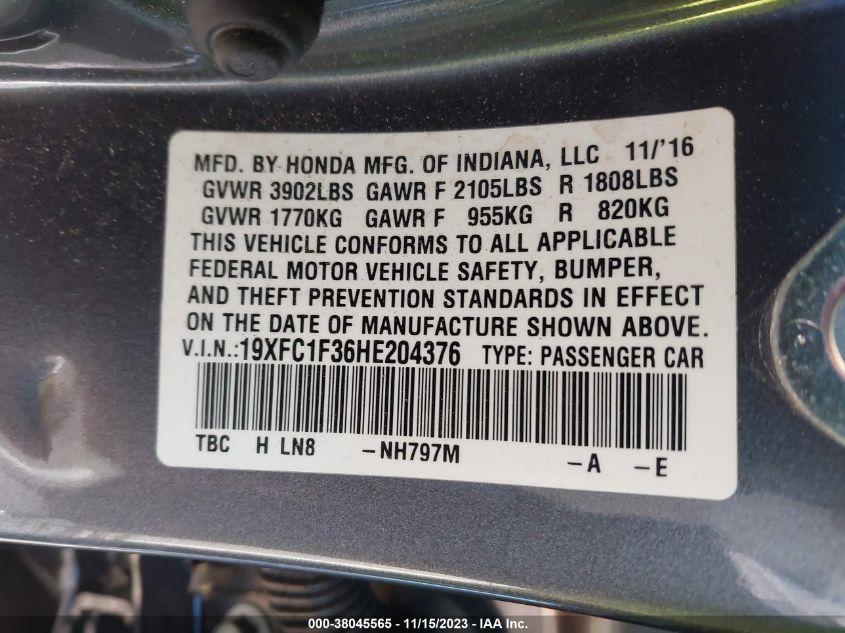 MFD. BY HONDA MFG. OF INDIANA, LLC 11/'16
GVWR 3902LBS GAWR F 2105LBS R 1808LBS
GVWR 1770KG GAWR F 955KG R 820KG
THIS VEHICLE CONFORMS TO ALL APPLICABLE
FEDERAL MOTOR VEHICLE SAFETY, BUMPER,
AND THEFT PREVENTION STANDARDS IN EFFECT
ON THE DATE OF MANUFACTURE SHOWN ABOVE.
V.I.N.:19XFC1F36HE204376 TYPE: PASSENGER CAR
TBC H LN8 -NH797M -A -E
000-38045565 - 11/15/2023 - IAA Inc.